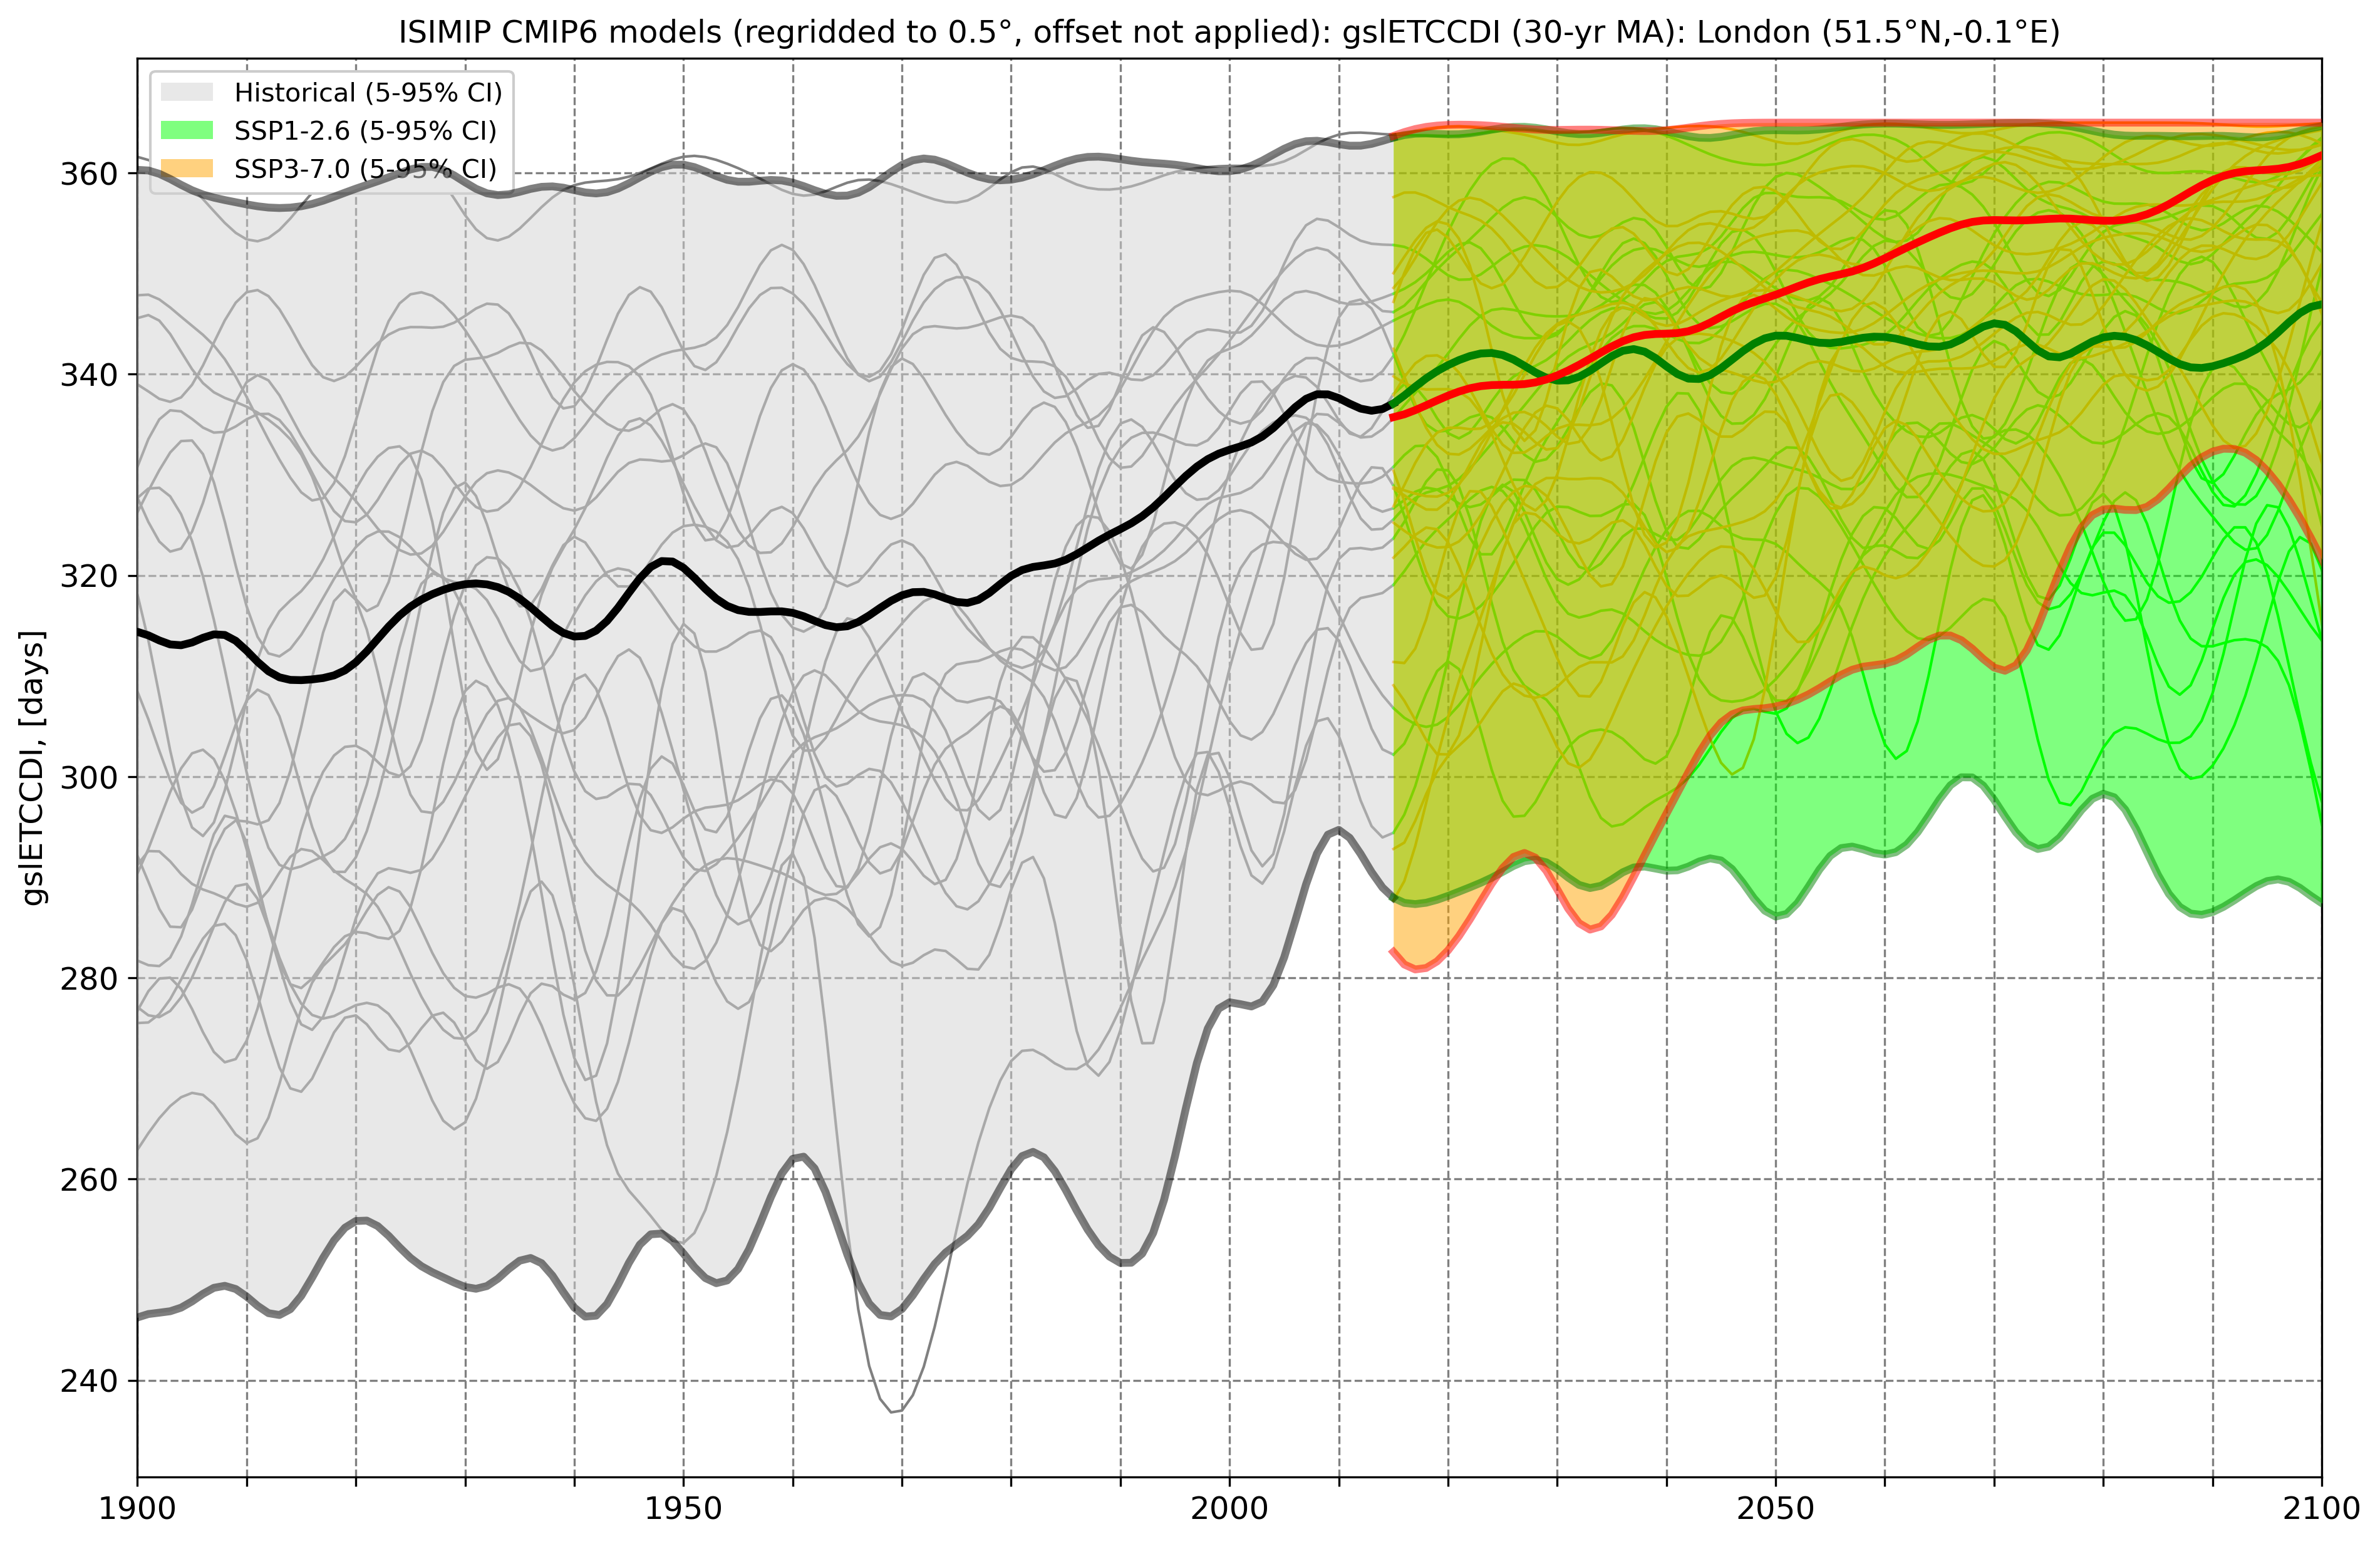 ISIMIP CMIP6 models (regridded to 0.5°, offset not applied): gslETCCDI (30-yr MA): London (51.5°N,-0.1°E)
Historical (5-95% CI)
SSP1-2.6 (5-95% CI)
SSP3-7.0 (5-95% CI)
gslETCCDI, [days]
360
340
320
300
280
260
240
1900 1950 2000 2050 2100